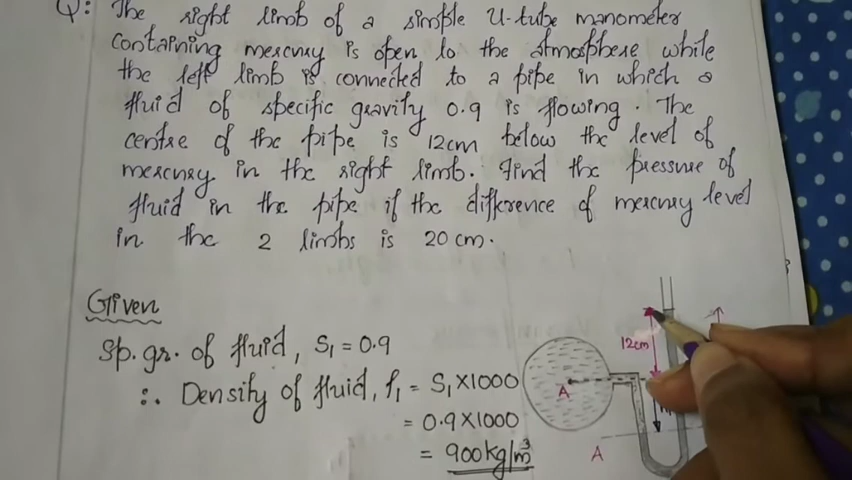 Q: The right limb of a simple U-tube manometer
containing mercury is open to the atmosphere while
the left limb is connected to a pipe in which a
fluid of specific gravity 0.9 is flowing. The
centre of the pipe is 12cm below the level of
mercury in the right limb. Find the pressure of
fluid in the pipe if the difference of mercury level
in the 2 limbs is 20 cm.
Given
Sp. gr. of fluid, S₁ = 0.9
∴ Density of fluid, ρ₁ = S₁ × 1000
= 0.9 × 1000
= 900 kg/m³
12cm
A
A